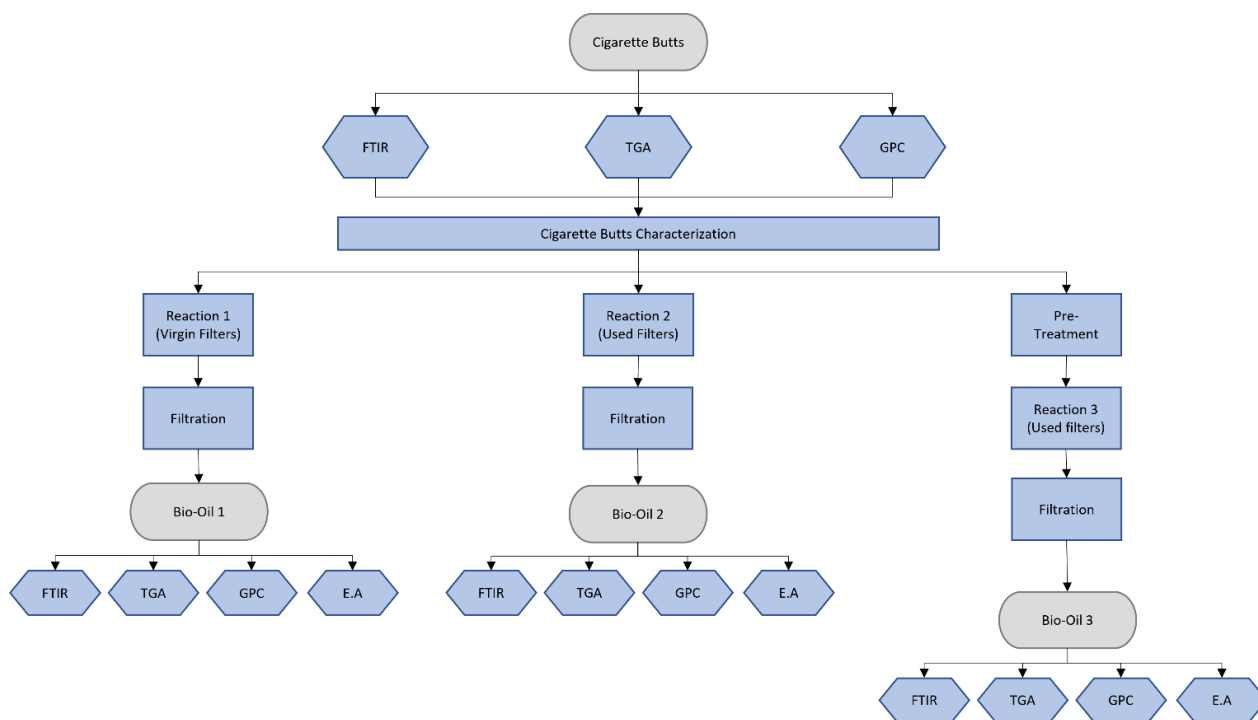 Cigarette Butts
FTIR
TGA
GPC
Cigarette Butts Characterization
Reaction 1
(Virgin Filters)
Reaction 2
(Used Filters)
Pre-
Treatment
Filtration
Filtration
Reaction 3
(Used filters)
Bio-Oil 1
Bio-Oil 2
Filtration
FTIR
TGA
GPC
E.A
FTIR
TGA
GPC
E.A
Bio-Oil 3
FTIR
TGA
GPC
E.A